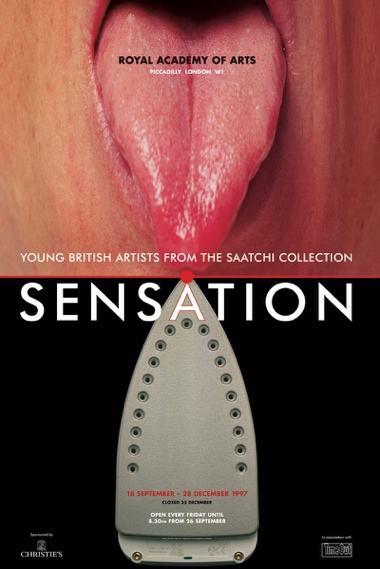 ROYAL ACADEMY OF ARTS
PICCADILLY LONDON W1
YOUNG BRITISH ARTISTS FROM THE SAATCHI COLLECTION
SENSATION
18 SEPTEMBER – 28 DECEMBER 1997
CLOSED 25 DECEMBER
OPEN EVERY FRIDAY UNTIL
8.30PM FROM 26 SEPTEMBER
Sponsored by
CHRISTIE'S
In association with
Time Out